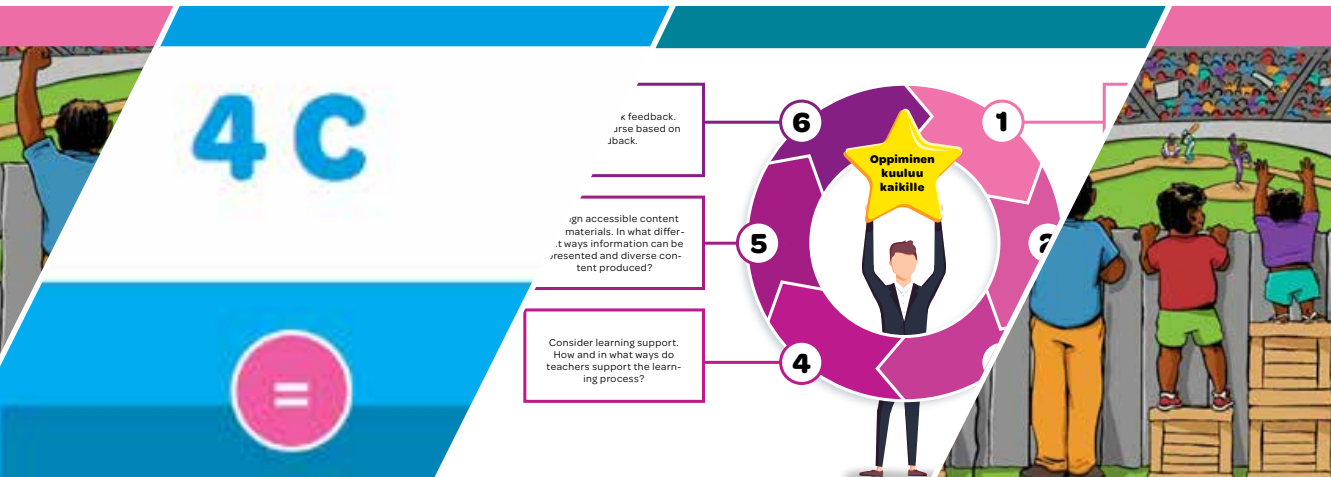 4 C
=
feedback.
based on
6
1
Oppiminen
kuuluu
kaikille
accessible content
materials. In what differ-
ways information can be
and diverse con-
tent produced?
5
2
Consider learning support.
How and in what ways do
teachers support the learn-
ing process?
4